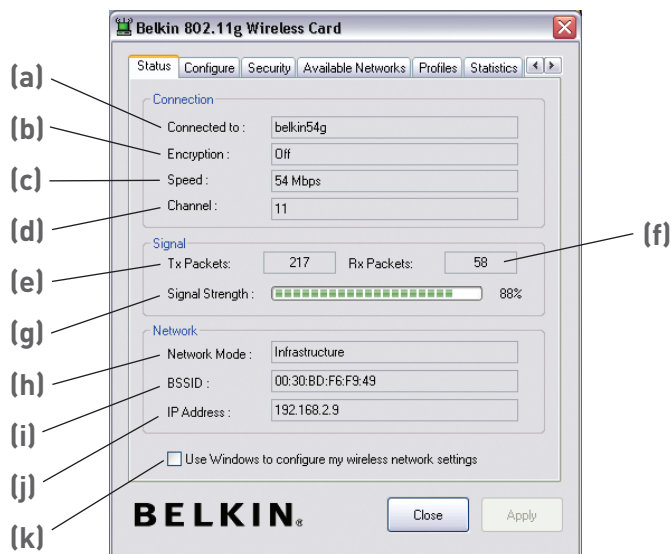 Belkin 802.11g Wireless Card
Status Configure Security Available Networks Profiles Statistics
(a)
Connection
Connected to : belkin54g
(b)
Encryption : Off
(c)
Speed : 54 Mbps
(d)
Channel : 11
(f)
Signal
(e)
Tx Packets: 217 Rx Packets: 58
(g)
Signal Strength : 88%
Network
(h)
Network Mode : Infrastructure
(i)
BSSID : 00:30:BD:F6:F9:49
(j)
IP Address : 192.168.2.9
(k)
Use Windows to configure my wireless network settings
BELKIN® Close Apply